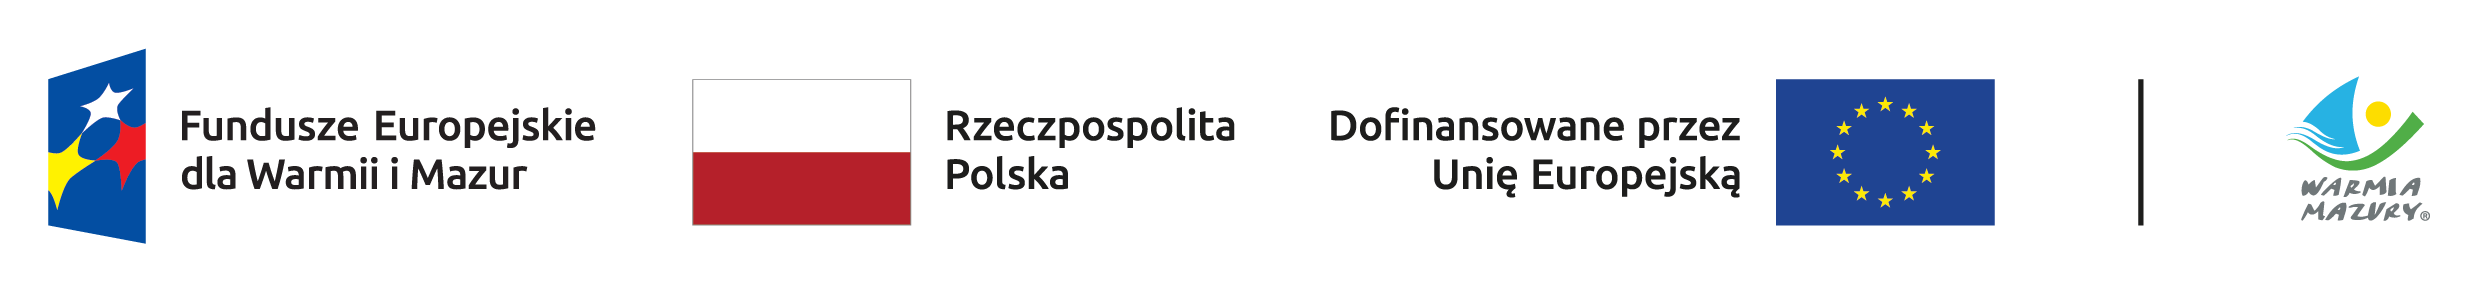 Fundusze Europejskie
dla Warmii i Mazur
Rzeczpospolita
Polska
Dofinansowane przez
Unię Europejską
WARMIA
MAZURY®